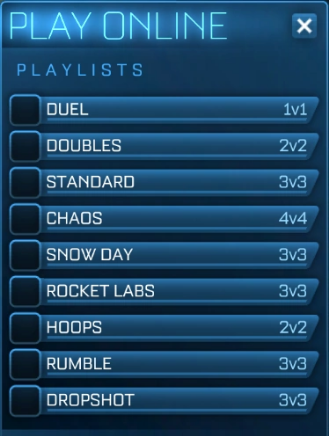 PLAY ONLINE
PLAYLISTS
DUEL 1v1
DOUBLES 2v2
STANDARD 3v3
CHAOS 4v4
SNOW DAY 3v3
ROCKET LABS 3v3
HOOPS 2v2
RUMBLE 3v3
DROPSHOT 3v3